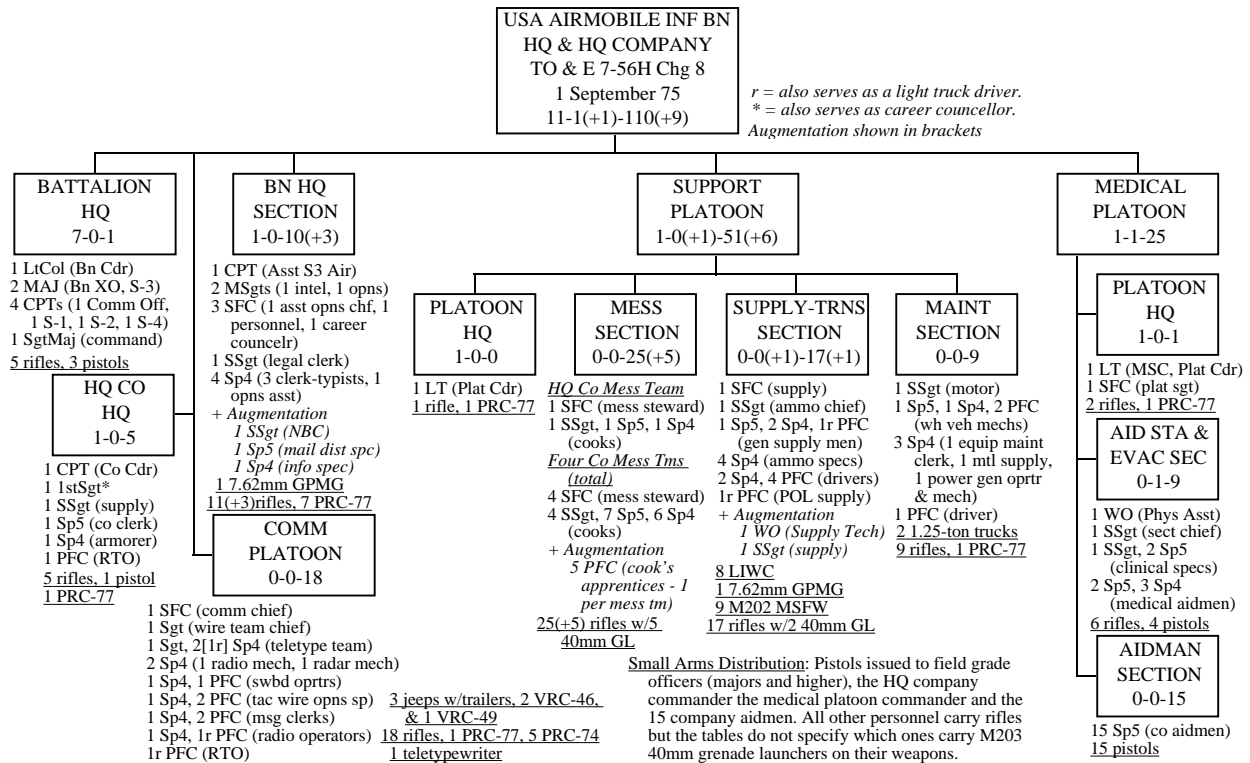 USA AIRMOBILE INF BN
HQ & HQ COMPANY
TO & E 7-56H Chg 8
1 September 75
11-1(+1)-110(+9)
r = also serves as a light truck driver.
* = also serves as career councellor.
Augmentation shown in brackets
BATTALION
HQ
7-0-1
1 LtCol (Bn Cdr)
2 MAJ (Bn XO, S-3)
4 CPTs (1 Comm Off,
1 S-1, 1 S-2, 1 S-4)
1 SgtMaj (command)
5 rifles, 3 pistols
HQ CO
HQ
1-0-5
1 CPT (Co Cdr)
1 1stSgt*
1 SSgt (supply)
1 Sp5 (co clerk)
1 Sp4 (armorer)
1 PFC (RTO)
5 rifles, 1 pistol
1 PRC-77
BN HQ
SECTION
1-0-10(+3)
1 CPT (Asst S3 Air)
2 MSgts (1 intel, 1 opns)
3 SFC (1 asst opns chf, 1
personnel, 1 career
councelr)
1 SSgt (legal clerk)
4 Sp4 (3 clerk-typists, 1
opns asst)
+ Augmentation
1 SSgt (NBC)
1 Sp5 (mail dist spc)
1 Sp4 (info spec)
1 7.62mm GPMG
11(+3)rifles, 7 PRC-77
COMM
PLATOON
0-0-18
1 SFC (comm chief)
1 Sgt (wire team chief)
1 Sgt, 2[1r] Sp4 (teletype team)
2 Sp4 (1 radio mech, 1 radar mech)
1 Sp4, 1 PFC (swbd oprtrs)
1 Sp4, 2 PFC (tac wire opns sp)
1 Sp4, 2 PFC (msg clerks)
1 Sp4, 1r PFC (radio operators)
1r PFC (RTO)
3 jeeps w/trailers, 2 VRC-46,
& 1 VRC-49
18 rifles, 1 PRC-77, 5 PRC-74
1 teletypewriter
SUPPORT
PLATOON
1-0(+1)-51(+6)
PLATOON
HQ
1-0-0
1 LT (Plat Cdr)
1 rifle, 1 PRC-77
MESS
SECTION
0-0-25(+5)
HQ Co Mess Team
1 SFC (mess steward)
1 SSgt, 1 Sp5, 1 Sp4
(cooks)
Four Co Mess Tms
(total)
4 SFC (mess steward)
4 SSgt, 7 Sp5, 6 Sp4
(cooks)
+ Augmentation
5 PFC (cook's
apprentices - 1
per mess tm)
25(+5) rifles w/5
40mm GL
SUPPLY-TRNS
SECTION
0-0(+1)-17(+1)
1 SFC (supply)
1 SSgt (ammo chief)
1 Sp5, 2 Sp4, 1r PFC
(gen supply men)
4 Sp4 (ammo specs)
2 Sp4, 4 PFC (drivers)
1r PFC (POL supply)
+ Augmentation
1 WO (Supply Tech)
1 SSgt (supply)
8 LIWC
1 7.62mm GPMG
9 M202 MSFW
17 rifles w/2 40mm GL
MAINT
SECTION
0-0-9
1 SSgt (motor)
1 Sp5, 1 Sp4, 2 PFC
(wh veh mechs)
3 Sp4 (1 equip maint
clerk, 1 mtl supply,
1 power gen oprtr
& mech)
1 PFC (driver)
2 1.25-ton trucks
9 rifles, 1 PRC-77
Small Arms Distribution: Pistols issued to field grade
officers (majors and higher), the HQ company
commander the medical platoon commander and the
15 company aidmen. All other personnel carry rifles
but the tables do not specify which ones carry M203
40mm grenade launchers on their weapons.
MEDICAL
PLATOON
1-1-25
PLATOON
HQ
1-0-1
1 LT (MSC, Plat Cdr)
1 SFC (plat sgt)
2 rifles, 1 PRC-77
AID STA &
EVAC SEC
0-1-9
1 WO (Phys Asst)
1 SSgt (sect chief)
1 SSgt, 2 Sp5
(clinical specs)
2 Sp5, 3 Sp4
(medical aidmen)
6 rifles, 4 pistols
AIDMAN
SECTION
0-0-15
15 Sp5 (co aidmen)
15 pistols